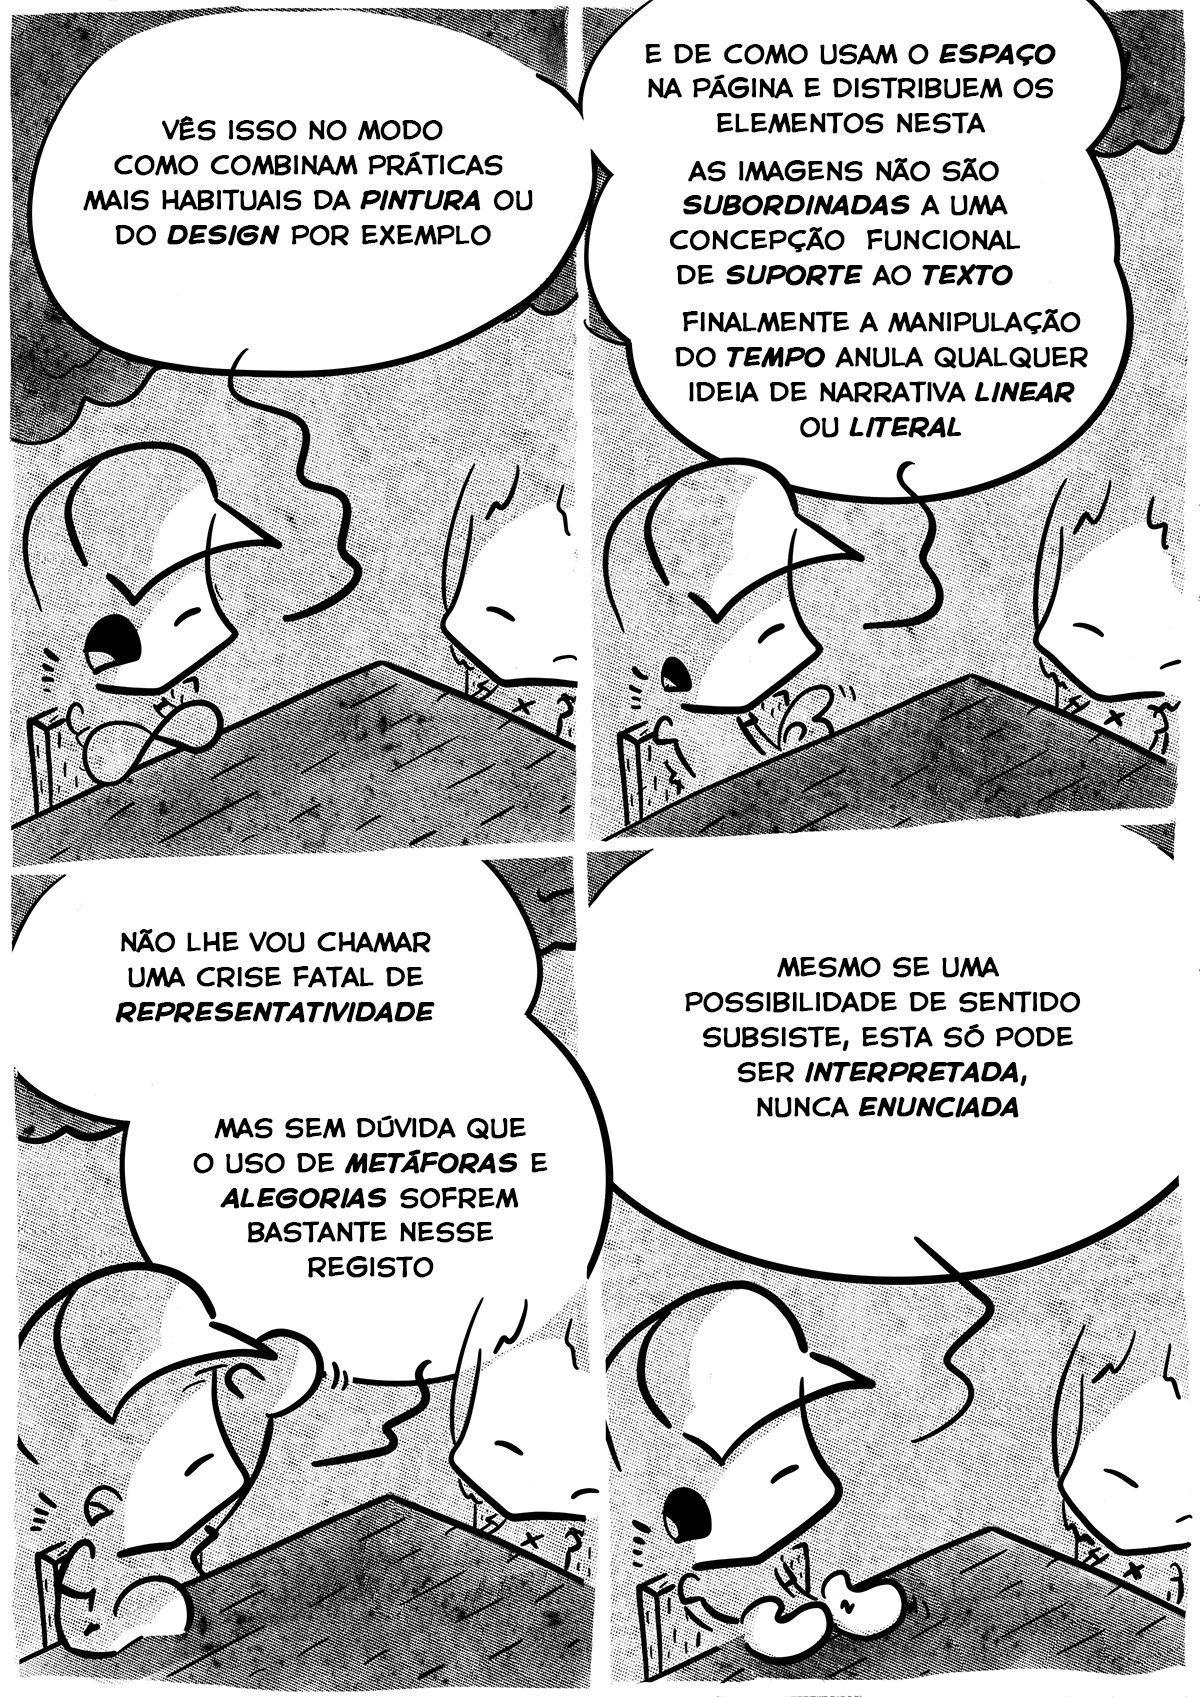 VÊS ISSO NO MODO
COMO COMBINAM PRÁTICAS
MAIS HABITUAIS DA PINTURA OU
DO DESIGN POR EXEMPLO
E DE COMO USAM O ESPAÇO
NA PÁGINA E DISTRIBUEM OS
ELEMENTOS NESTA
AS IMAGENS NÃO SÃO
SUBORDINADAS A UMA
CONCEPÇÃO FUNCIONAL
DE SUPORTE AO TEXTO
FINALMENTE A MANIPULAÇÃO
DO TEMPO ANULA QUALQUER
IDEIA DE NARRATIVA LINEAR
OU LITERAL
NÃO LHE VOU CHAMAR
UMA CRISE FATAL DE
REPRESENTATIVIDADE
MAS SEM DÚVIDA QUE
O USO DE METÁFORAS E
ALEGORIAS SOFREM
BASTANTE NESSE
REGISTO
MESMO SE UMA
POSSIBILIDADE DE SENTIDO
SUBSISTE, ESTA SÓ PODE
SER INTERPRETADA,
NUNCA ENUNCIADA